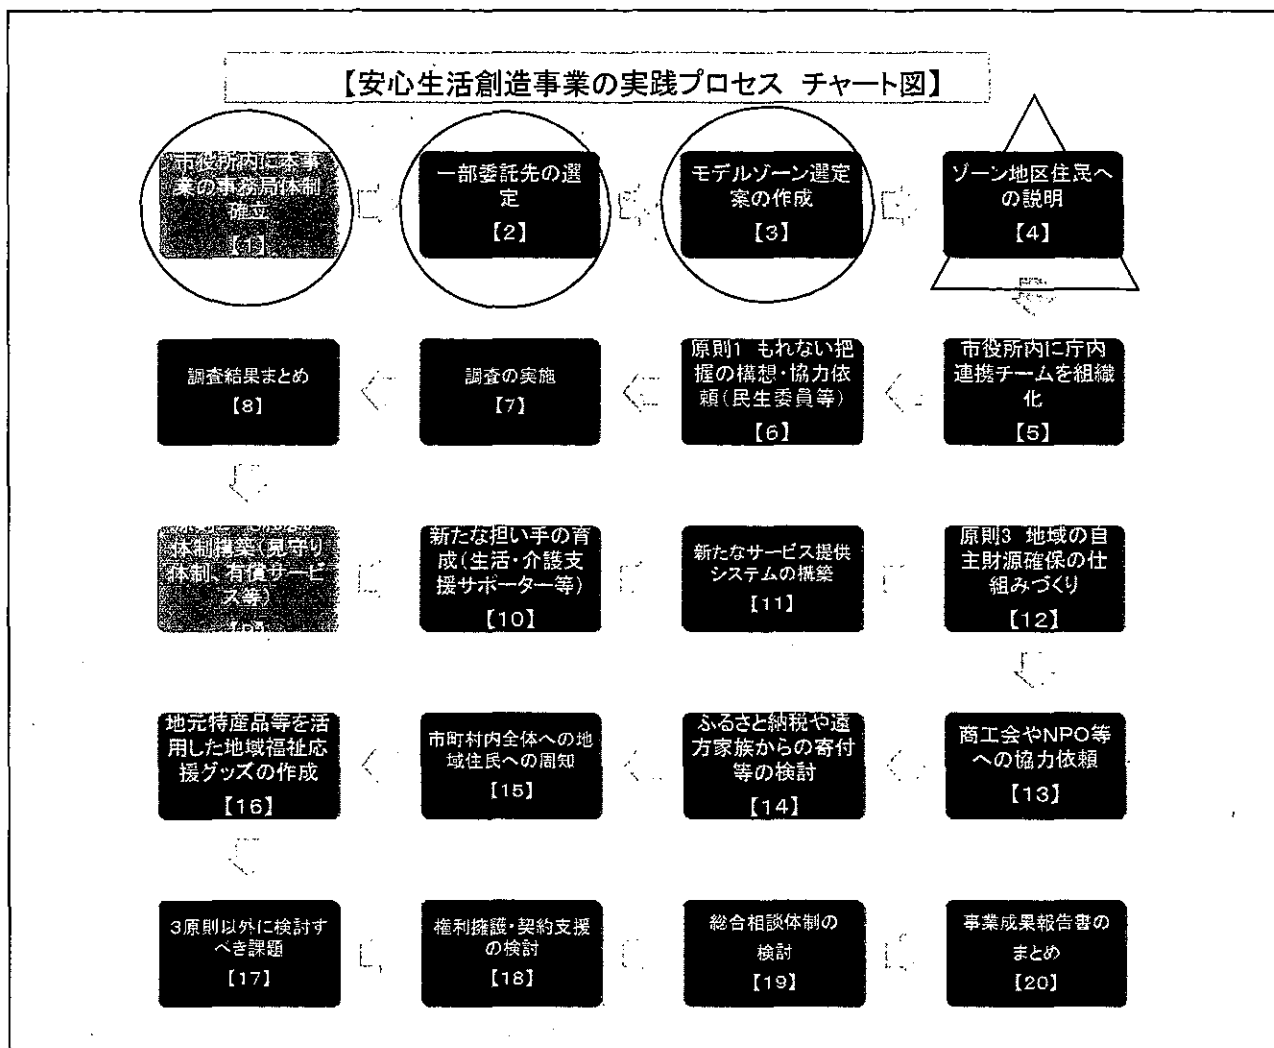 【安心生活創造事業の実践プロセス チャート図】
市役所内に本事
業の事務局体制
確立
【1】
一部委託先の選
定
【2】
モデルゾーン選定
案の作成
【3】
ゾーン地区住民へ
の説明
【4】
市役所内に庁内
連携チームを組織
化
【5】
原則1 もれない把
握の構想・協力依
頼(民生委員等)
【6】
調査の実施
【7】
調査結果まとめ
【8】
体制構築(見守り
体制、有償サービ
ス等)
【9】
新たな担い手の育
成(生活・介護支
援サポーター等)
【10】
新たなサービス提供
システムの構築
【11】
原則3 地域の自
主財源確保の仕
組みづくり
【12】
商工会やNPO等
への協力依頼
【13】
ふるさと納税や遠
方家族からの寄付
等の検討
【14】
市町村内全体への地
域住民への周知
【15】
地元特産品等を活
用した地域福祉応
援グッズの作成
【16】
3原則以外に検討す
べき課題
【17】
権利擁護・契約支援
の検討
【18】
総合相談体制の
検討
【19】
事業成果報告書の
まとめ
【20】